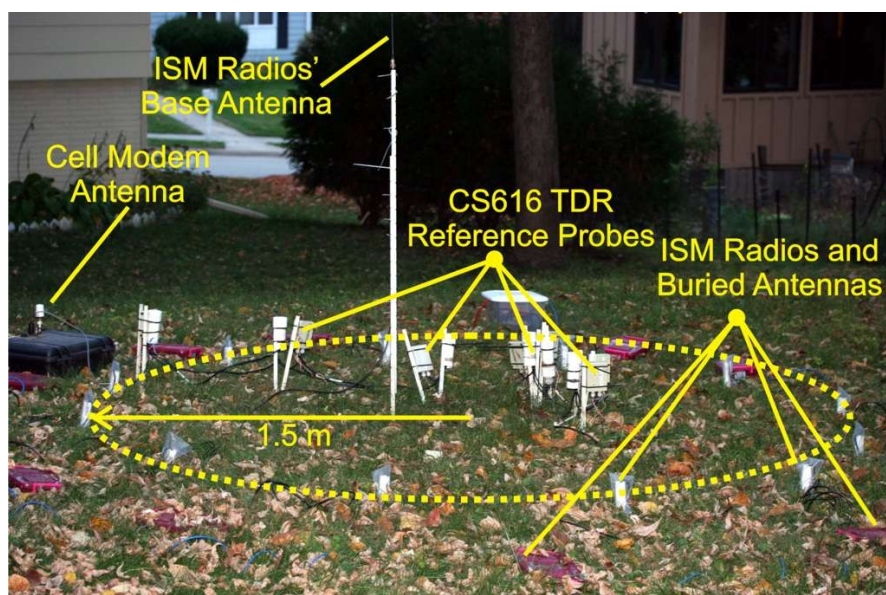 ISM Radios'
Base Antenna
Cell Modem
Antenna
CS616 TDR
Reference Probes
ISM Radios and
Buried Antennas
1.5 m